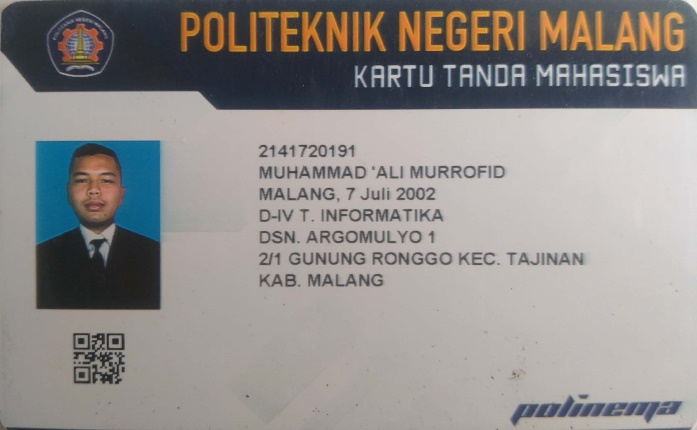 POLITEKNIK NEGERI MALANG
KARTU TANDA MAHASISWA
2141720191
MUHAMMAD 'ALI MURROFID
MALANG, 7 Juli 2002
D-IV T. INFORMATIKA
DSN. ARGOMULYO 1
2/1 GUNUNG RONGGO KEC. TAJINAN
KAB. MALANG
polinema